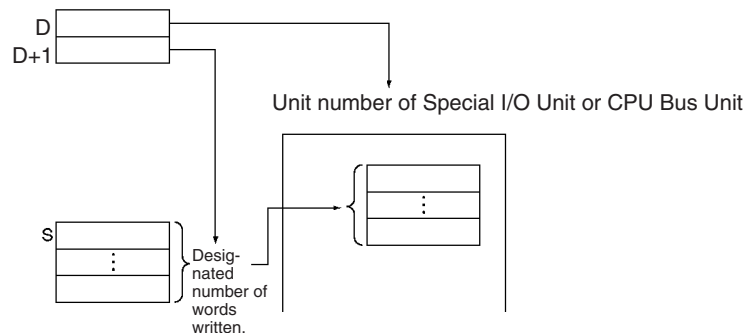 D
D+1
Unit number of Special I/O Unit or CPU Bus Unit
S
Desig-
nated
number of
words
written.